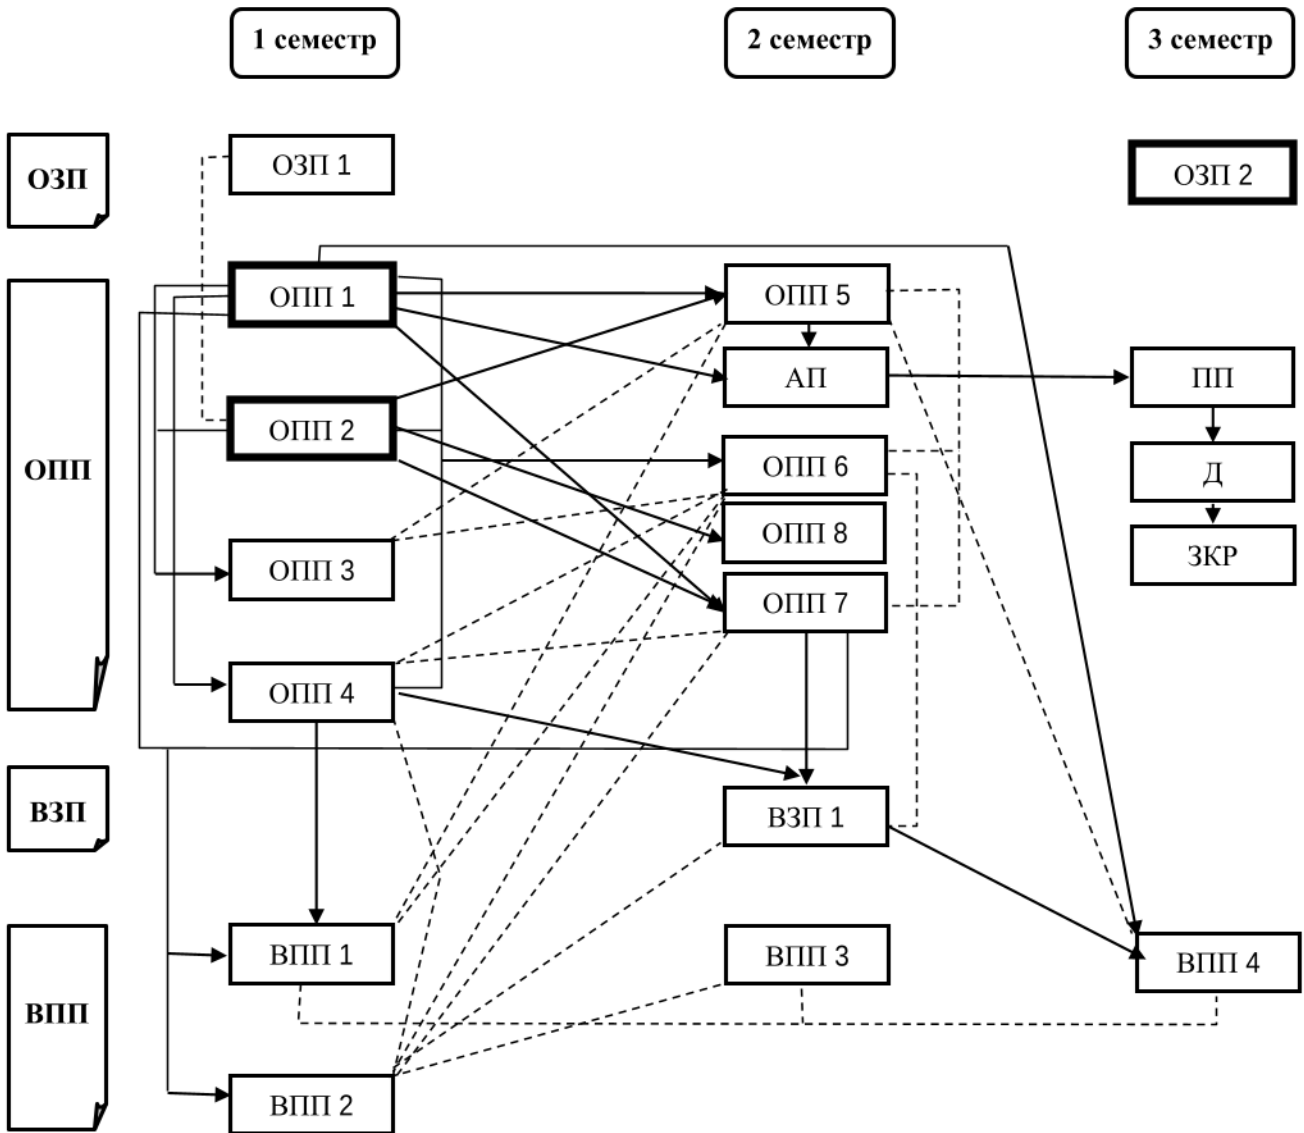 1 семестр
2 семестр
3 семестр
ОЗП
ОЗП 1
ОЗП 2
ОПП
ОПП 1
ОПП 5
АП
ПП
ОПП 2
ОПП 6
Д
ОПП 8
ЗКР
ОПП 3
ОПП 7
ОПП 4
ВЗП
ВЗП 1
ВПП
ВПП 1
ВПП 3
ВПП 4
ВПП 2